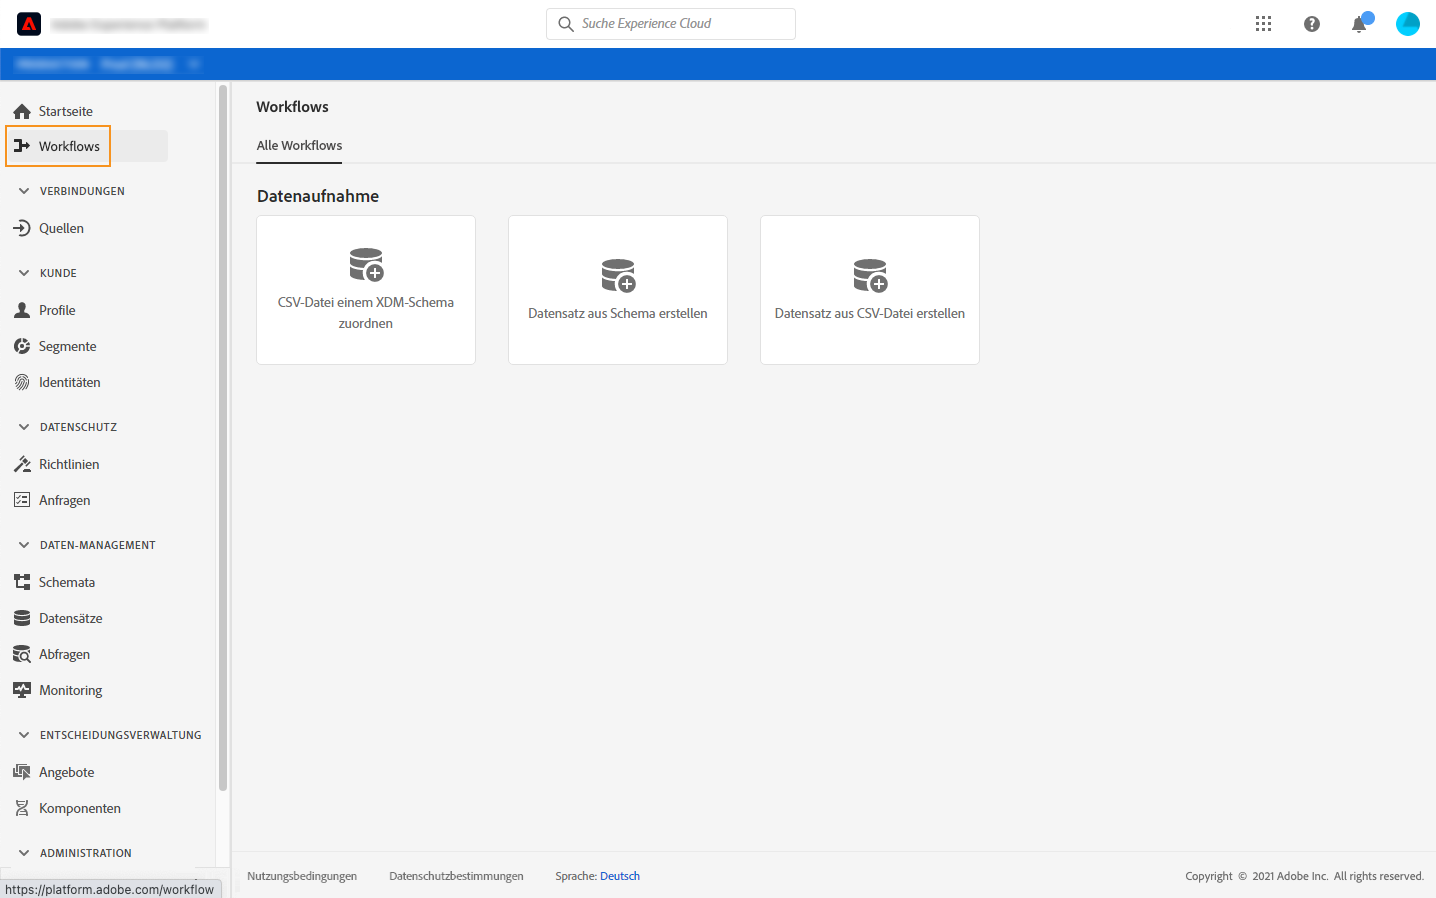 Suche Experience Cloud
Startseite
Workflows
VERBINDUNGEN
Quellen
KUNDE
Profile
Segmente
Identitäten
DATENSCHUTZ
Richtlinien
Anfragen
DATEN-MANAGEMENT
Schemata
Datensätze
Abfragen
Monitoring
ENTSCHEIDUNGSVERWALTUNG
Angebote
Komponenten
ADMINISTRATION
https://platform.adobe.com/workflow
Workflows
Alle Workflows
Datenaufnahme
CSV-Datei einem XDM-Schema
zuordnen
Datensatz aus Schema erstellen
Datensatz aus CSV-Datei erstellen
Nutzungsbedingungen Datenschutzbestimmungen Sprache: Deutsch Copyright © 2021 Adobe Inc. All rights reserved.